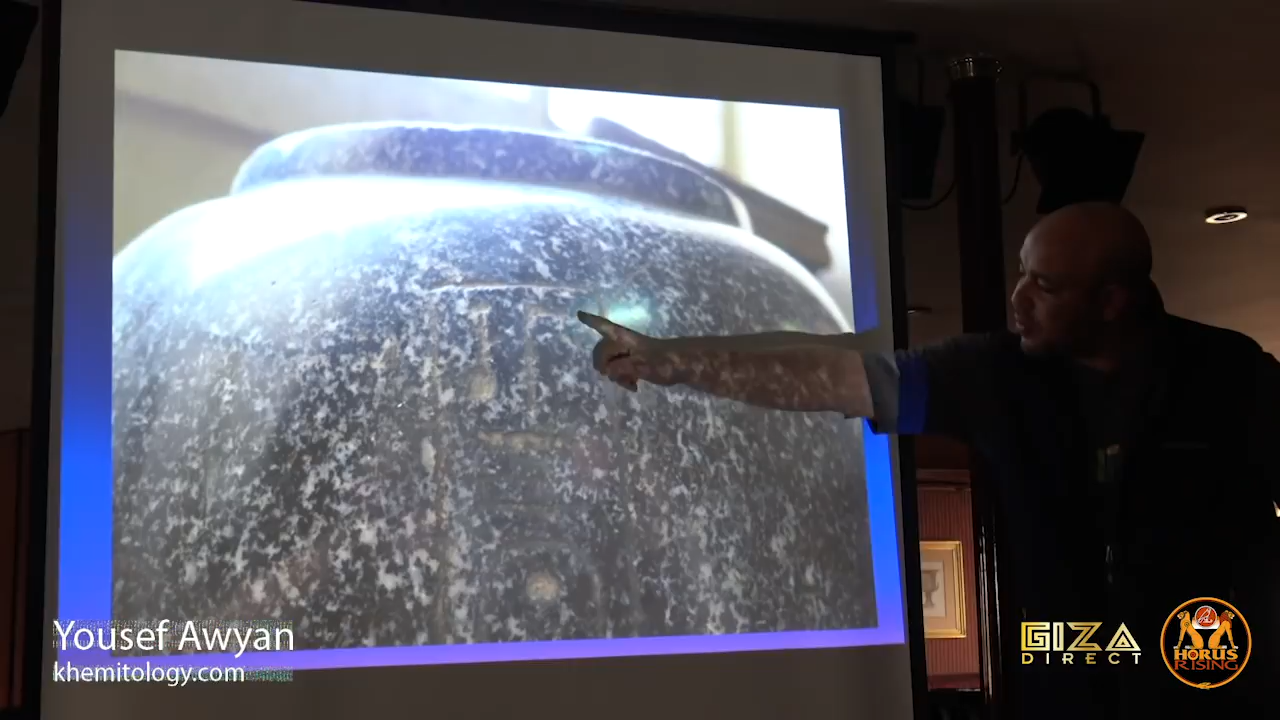 Yousef Awyan
khemitology.com
GIZA
DIRECT
HORUS
RISING